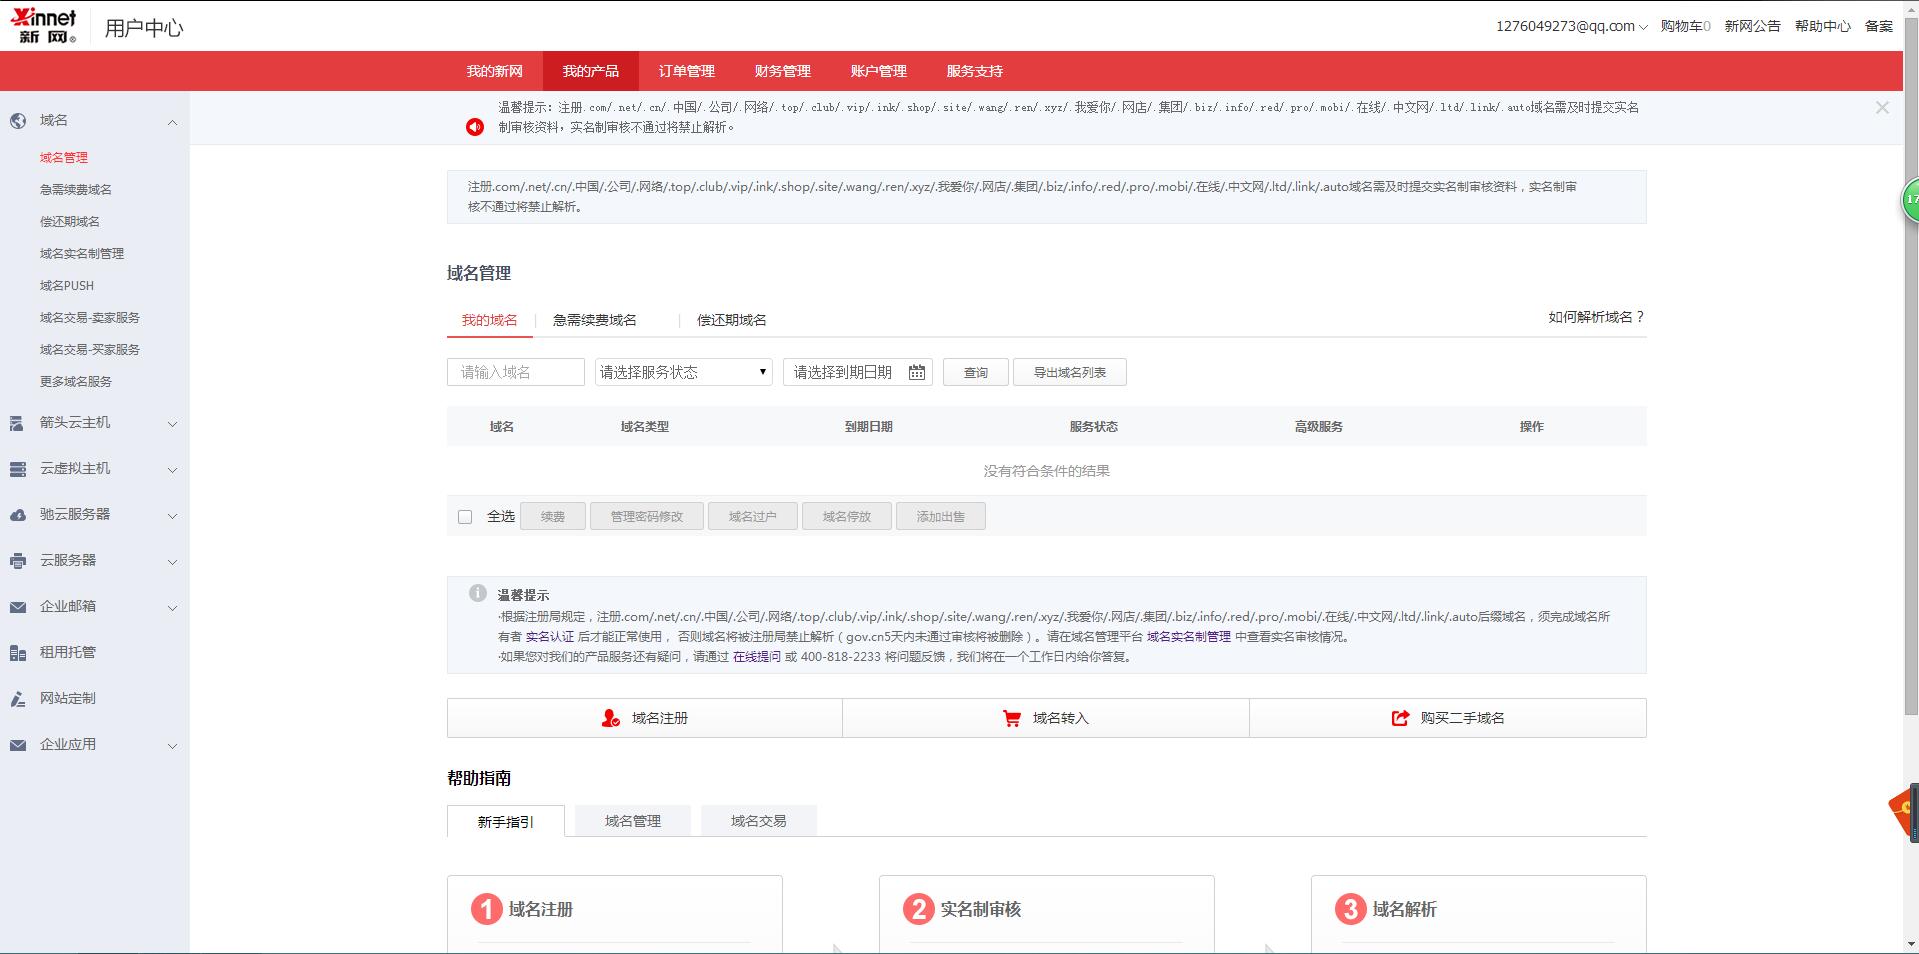 Xinnet
新网®
用户中心
1276049273@qq.com 购物车0 新网公告 帮助中心 备案
我的新网 我的产品 订单管理 财务管理 账户管理 服务支持
域名
域名管理
急需续费域名
偿还期域名
域名实名制管理
域名PUSH
域名交易-卖家服务
域名交易-买家服务
更多域名服务
箭头云主机
云虚拟主机
驰云服务器
云服务器
企业邮箱
租用托管
网站定制
企业应用
温馨提示：注册.com/.net/.cn/.中国/.公司/.网络/.top/.club/.vip/.ink/.shop/.site/.wang/.ren/.xyz/.我爱你/.网店/.集团/.biz/.info/.red/.pro/.mobi/.在线/.中文网/.ltd/.link/.auto域名需及时提交实名
制审核资料，实名制审核不通过将禁止解析。
注册.com/.net/.cn/.中国/.公司/.网络/.top/.club/.vip/.ink/.shop/.site/.wang/.ren/.xyz/.我爱你/.网店/.集团/.biz/.info/.red/.pro/.mobi/.在线/.中文网/.ltd/.link/.auto域名需及时提交实名制审核资料，实名制审
核不通过将禁止解析。
17
域名管理
我的域名 急需续费域名 偿还期域名 如何解析域名？
请输入域名 请选择服务状态 请选择到期日期 查询 导出域名列表
域名 域名类型 到期日期 服务状态 高级服务 操作
没有符合条件的结果
全选 续费 管理密码修改 域名过户 域名停放 添加出售
温馨提示
·根据注册局规定，注册.com/.net/.cn/.中国/.公司/.网络/.top/.club/.vip/.ink/.shop/.site/.wang/.ren/.xyz/.我爱你/.网店/.集团/.biz/.info/.red/.pro/.mobi/.在线/.中文网/.ltd/.link/.auto后缀域名，须完成域名所
有者 实名认证 后才能正常使用， 否则域名将被注册局禁止解析（gov.cn5天内未通过审核将被删除）。请在域名管理平台 域名实名制管理 中查看实名审核情况。
·如果您对我们的产品服务还有疑问，请通过 在线提问 或 400-818-2233 将问题反馈，我们将在一个工作日内给你答复。
域名注册 域名转入 购买二手域名
帮助指南
新手指引 域名管理 域名交易
1 域名注册 2 实名制审核 3 域名解析